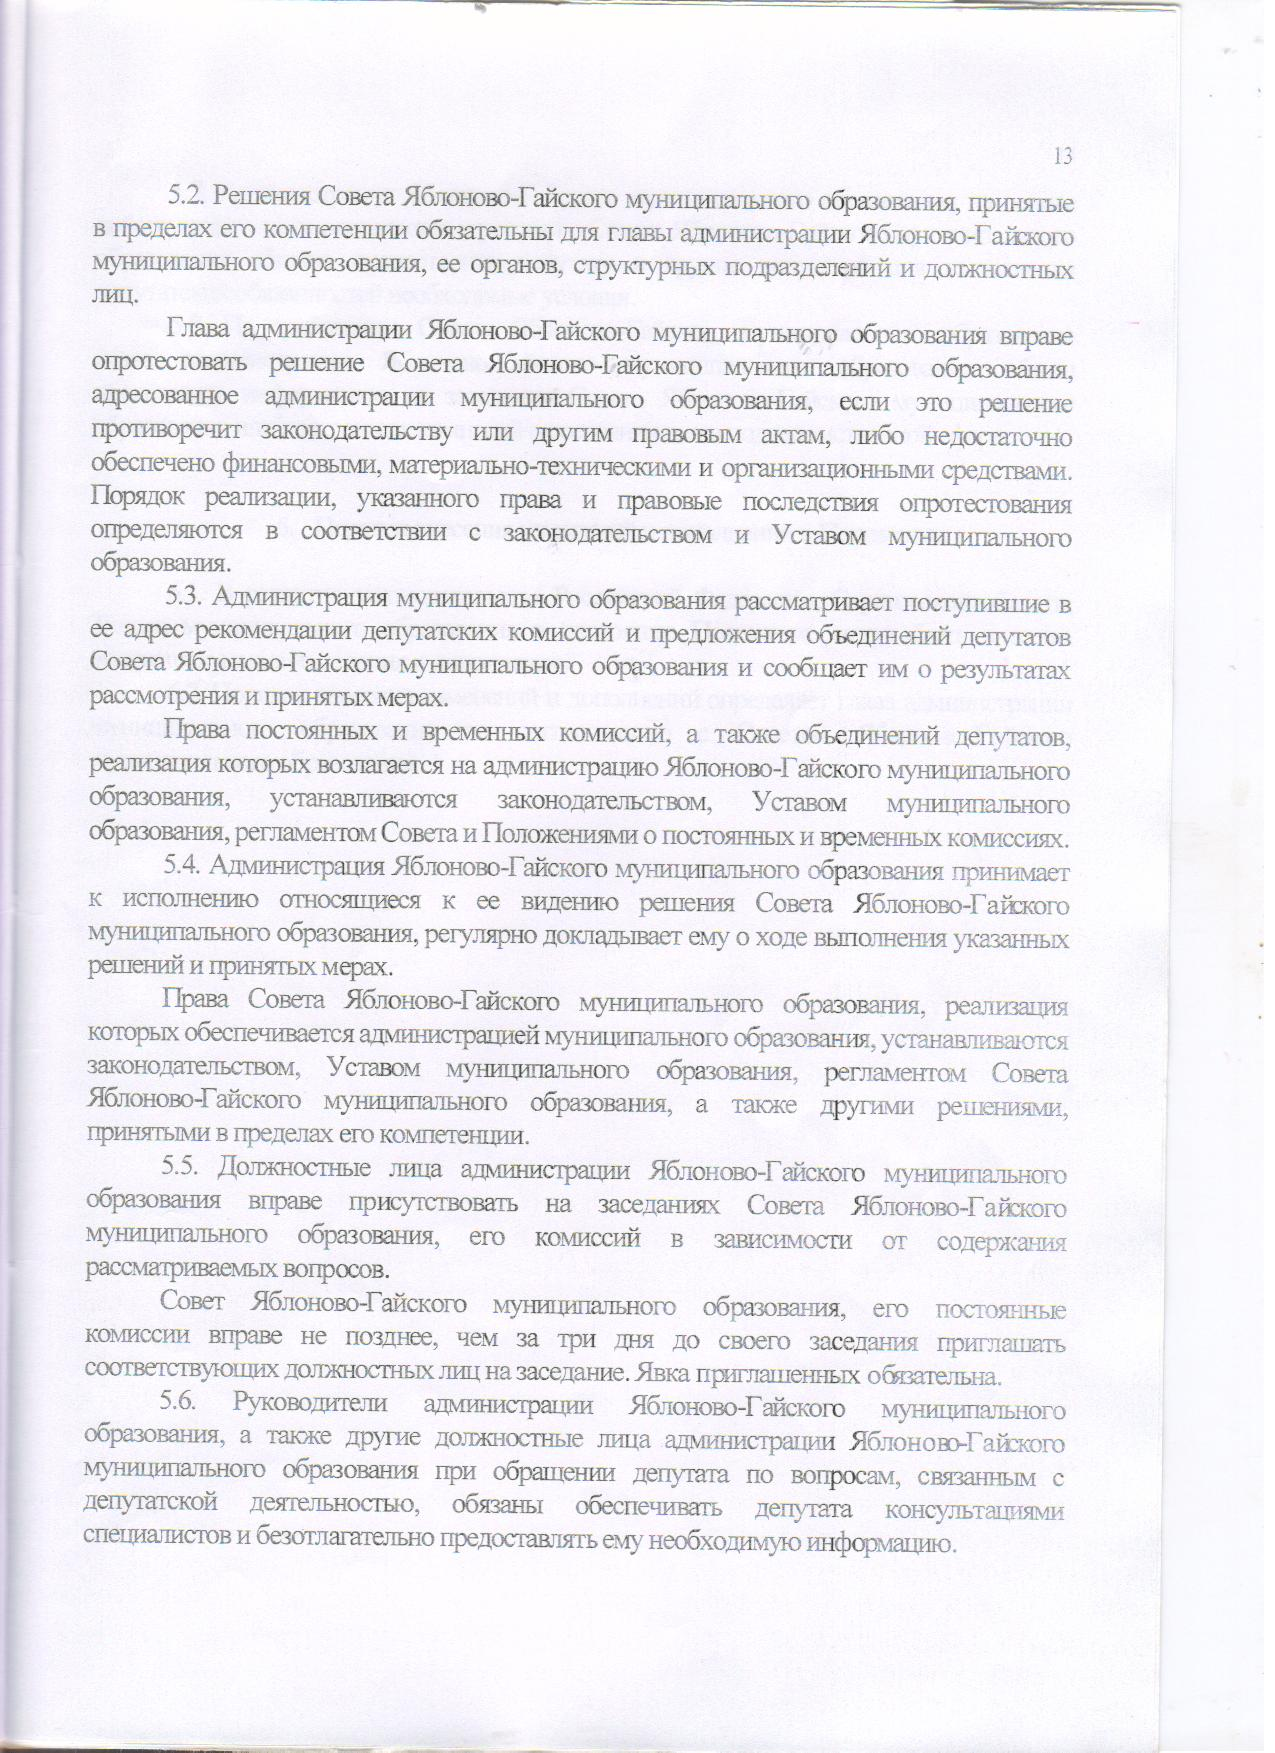 13
5.2. Решения Совета Яблоново-Гайского муниципального образования, принятые
в пределах его компетенции обязательны для главы администрации Яблоново-Гайского
муниципального образования, ее органов, структурных подразделений и должностных
лиц.
Глава администрации Яблоново-Гайского муниципального образования вправе
опротестовать решение Совета Яблоново-Гайского муниципального образования,
адресованное администрации муниципального образования, если это решение
противоречит законодательству или другим правовым актам, либо недостаточно
обеспечено финансовыми, материально-техническими и организационными средствами.
Порядок реализации, указанного права и правовые последствия опротестования
определяются в соответствии с законодательством и Уставом муниципального
образования.
5.3. Администрация муниципального образования рассматривает поступившие в
ее адрес рекомендации депутатских комиссий и предложения объединений депутатов
Совета Яблоново-Гайского муниципального образования и сообщает им о результатах
рассмотрения и принятых мерах.
Права постоянных и временных комиссий, а также объединений депутатов,
реализация которых возлагается на администрацию Яблоново-Гайского муниципального
образования, устанавливаются законодательством, Уставом муниципального
образования, регламентом Совета и Положениями о постоянных и временных комиссиях.
5.4. Администрация Яблоново-Гайского муниципального образования принимает
к исполнению относящиеся к ее видению решения Совета Яблоново-Гайского
муниципального образования, регулярно докладывает ему о ходе выполнения указанных
решений и принятых мерах.
Права Совета Яблоново-Гайского муниципального образования, реализация
которых обеспечивается администрацией муниципального образования, устанавливаются
законодательством, Уставом муниципального образования, регламентом Совета
Яблоново-Гайского муниципального образования, а также другими решениями,
принятыми в пределах его компетенции.
5.5. Должностные лица администрации Яблоново-Гайского муниципального
образования вправе присутствовать на заседаниях Совета Яблоново-Гайского
муниципального образования, его комиссий в зависимости от содержания
рассматриваемых вопросов.
Совет Яблоново-Гайского муниципального образования, его постоянные
комиссии вправе не позднее, чем за три дня до своего заседания приглашать
соответствующих должностных лиц на заседание. Явка приглашенных обязательна.
5.6. Руководители администрации Яблоново-Гайского муниципального
образования, а также другие должностные лица администрации Яблоново-Гайского
муниципального образования при обращении депутата по вопросам, связанным с
депутатской деятельностью, обязаны обеспечивать депутата консультациями
специалистов и безотлагательно предоставлять ему необходимую информацию.